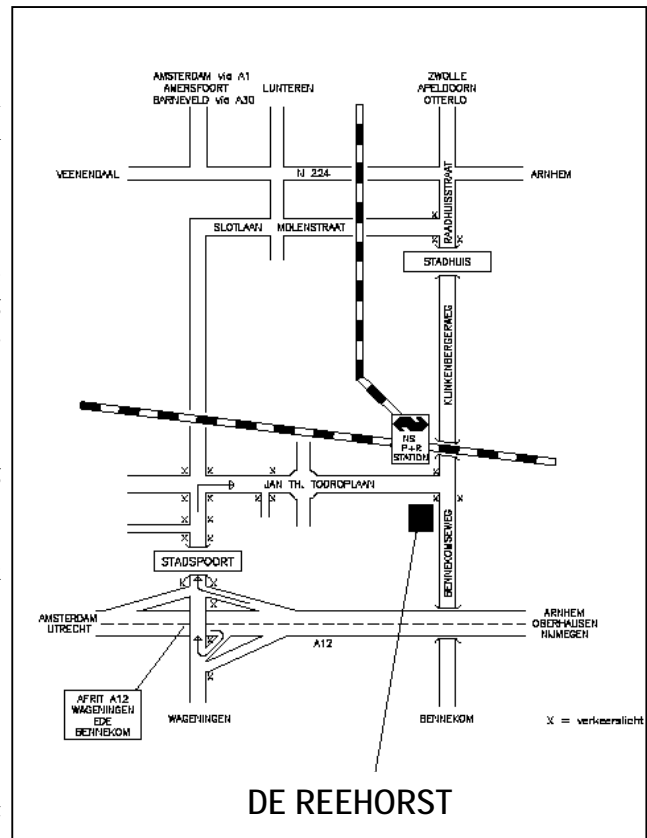 AMSTERDAM via A1
AMERSFOORT
BARNEVELD via A30
LUNTEREN
ZWOLLE
APELDOORN
OTTERLO
VEENENDAAL
N 224
ARNHEM
RAADHUISSTRAAT
SLOTLAAN
MOLENSTRAAT
STADHUIS
KLINKENBERGERWEG
NS
P+R
STATION
JAN TH. TOOROPLAAN
BENNEKOMSEWEG
STADSPOORT
AMSTERDAM
UTRECHT
ARNHEM
OBERHAUSEN
NIJMEGEN
A12
AFRIT A12
WAGENINGEN
EDE
BENNEKOM
WAGENINGEN
BENNEKOM
X = verkeerslicht
DE REEHORST